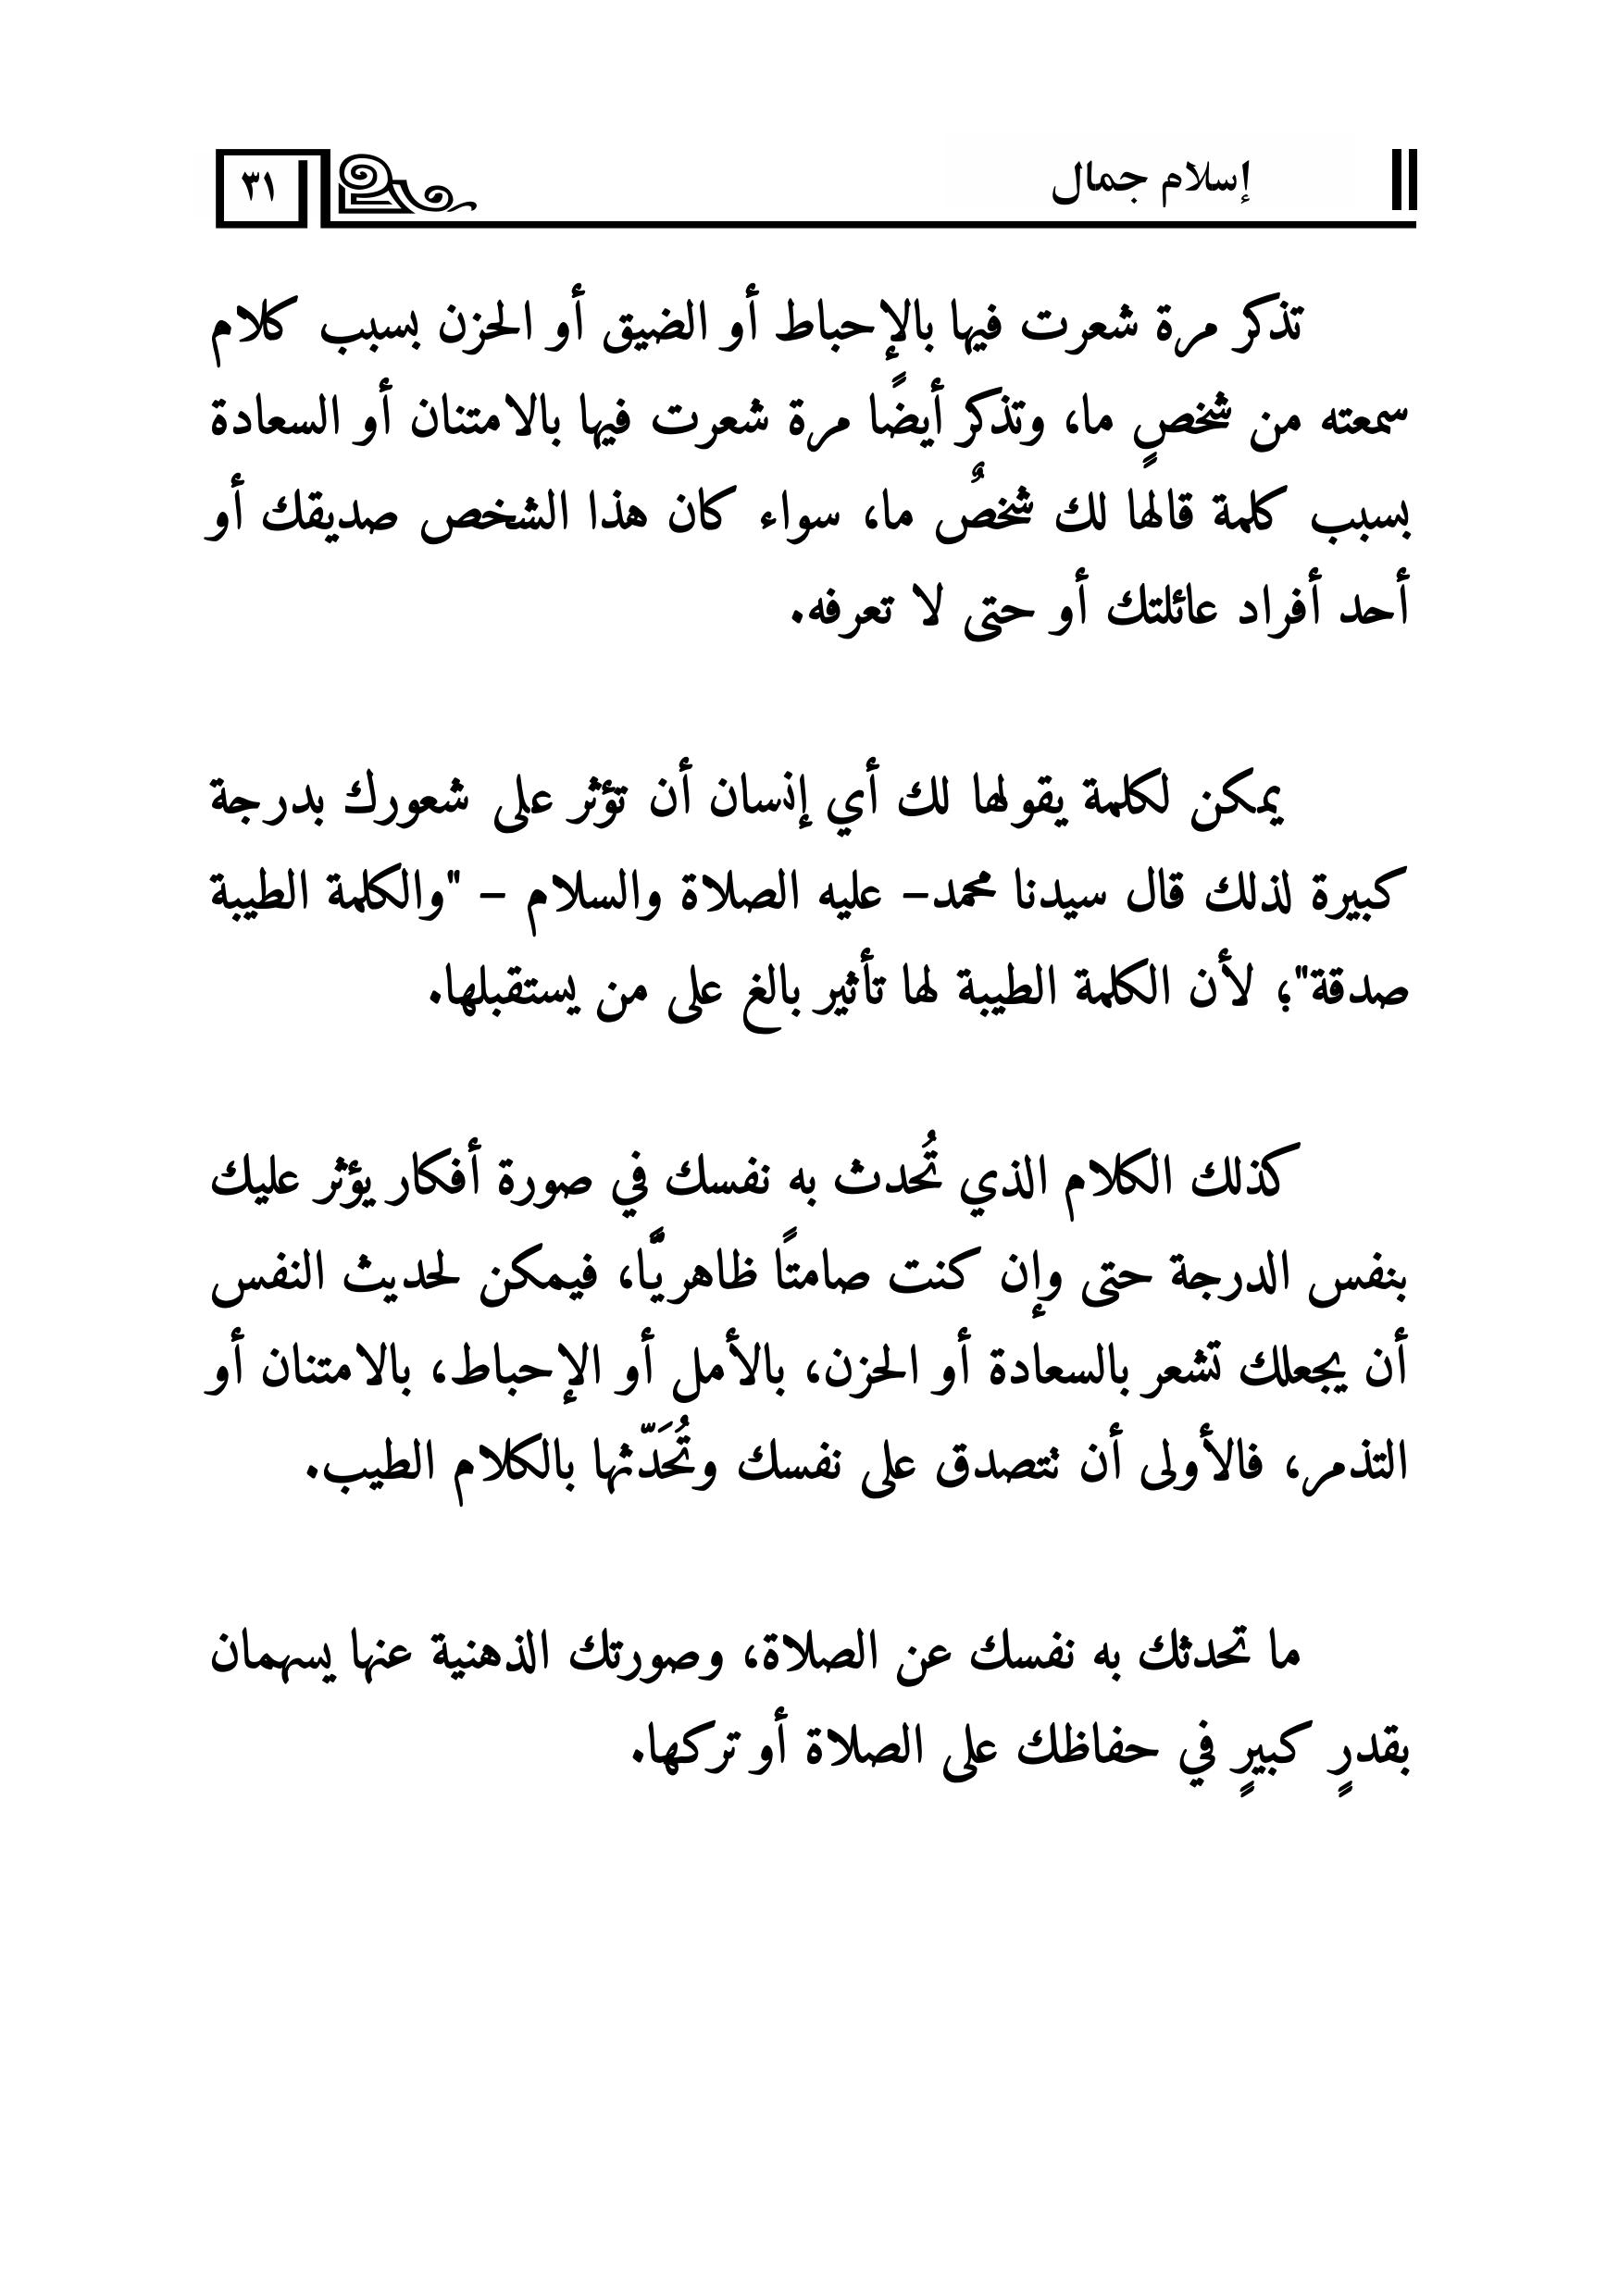 إسلام جمال
٣١
تذكر مرة شعرت فيها بالإحباط أو الضيق أو الحزن بسبب كلام
سمعته من شخصٍ ما، وتذكر أيضًا مرة شعرت فيها بالامتنان أو السعادة
بسبب كلمة قالها لك شخصٌ ما، سواء كان هذا الشخص صديقك أو
أحد أفراد عائلتك أو حتى لا تعرفه.
يمكن لكلمة يقولها لك أي إنسان أن تؤثر على شعورك بدرجة
كبيرة لذلك قال سيدنا محمد– عليه الصلاة والسلام – "والكلمة الطيبة
صدقة"؛ لأن الكلمة الطيبة لها تأثير بالغ على من يستقبلها.
كذلك الكلام الذي تُحدث به نفسك في صورة أفكار يؤثر عليك
بنفس الدرجة حتى وإن كنت صامتًا ظاهريًّا، فيمكن لحديث النفس
أن يجعلك تشعر بالسعادة أو الحزن، بالأمل أو الإحباط، بالامتنان أو
التذمر، فالأولى أن تتصدق على نفسك وتُحَدّثها بالكلام الطيب.
ما تحدثك به نفسك عن الصلاة، وصورتك الذهنية عنها يسهمان
بقدرٍ كبيرٍ في حفاظك على الصلاة أو تركها.